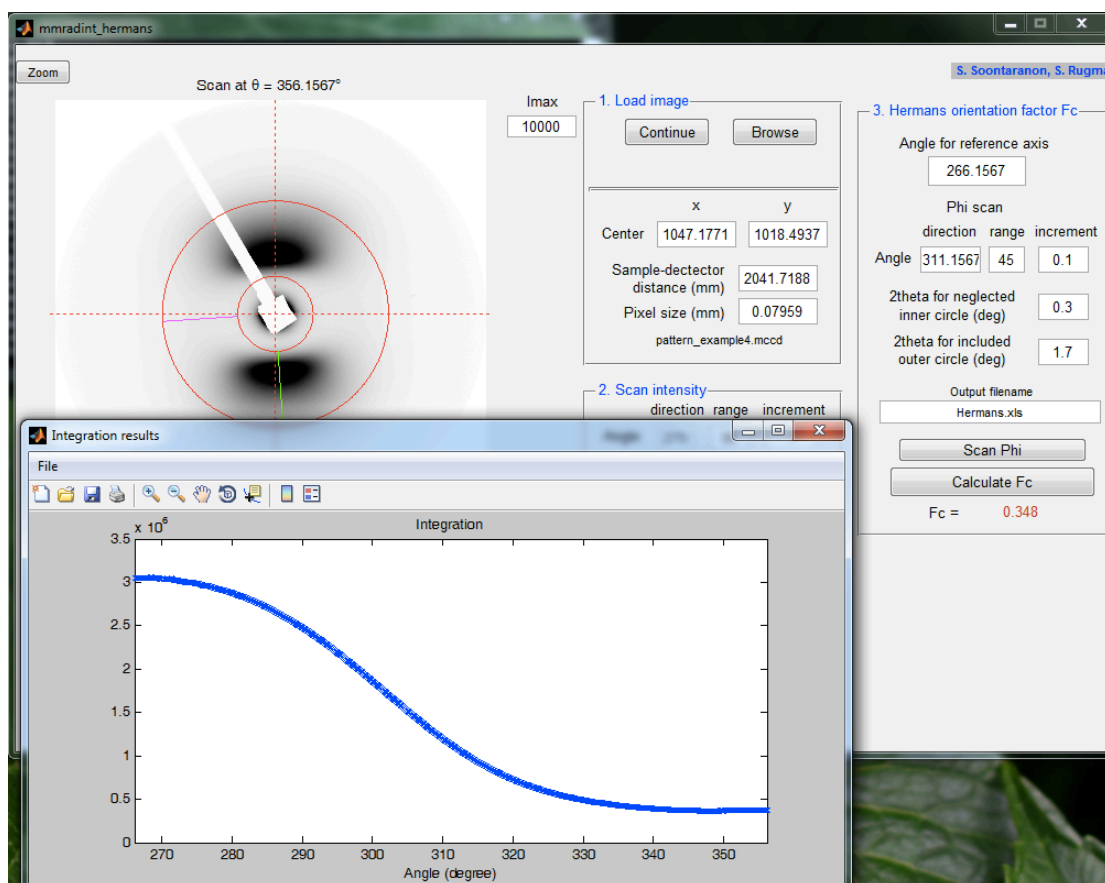 mmradint_hermans
Zoom
Scan at θ = 356.1567°
Imax
10000
1. Load image
Continue
Browse
x y
Center 1047.1771 1018.4937
Sample-dectector
distance (mm)
2041.7188
Pixel size (mm) 0.07959
pattern_example4.mccd
2. Scan intensity
direction range increment
S. Soontaranon, S. Rugma
3. Hermans orientation factor Fc
Angle for reference axis
266.1567
Phi scan
direction range increment
Angle 311.1567 45 0.1
2theta for neglected
inner circle (deg)
0.3
2theta for included
outer circle (deg)
1.7
Output filename
Hermans.xls
Scan Phi
Calculate Fc
Fc = 0.348
Integration results
File
Integration
x 10^6
3.5
3
2.5
2
1.5
1
0.5
0
270 280 290 300 310 320 330 340 350
Angle (degree)